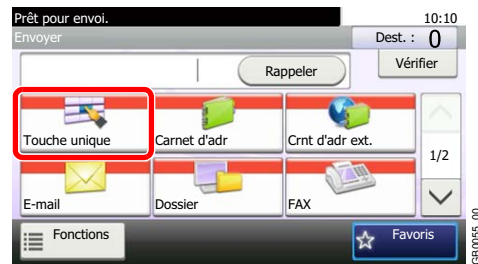 Prêt pour envoi.
10:10
Envoyer
Dest. : 0
Rappeler
Vérifier
Touche unique
Carnet d'adr
Crnt d'adr ext.
1/2
E-mail
Dossier
FAX
Fonctions
Favoris
GB0055_00